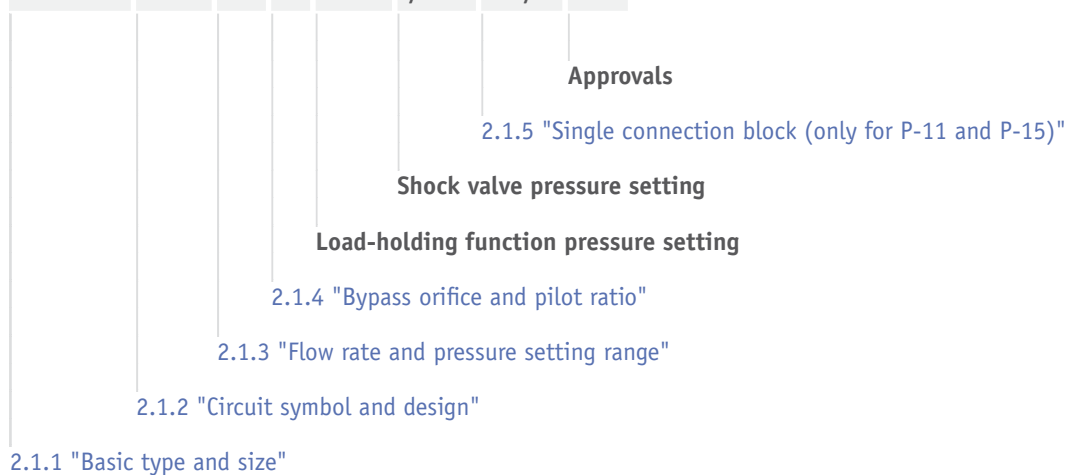 Approvals
2.1.5 "Single connection block (only for P-11 and P-15)"
Shock valve pressure setting
Load-holding function pressure setting
2.1.4 "Bypass orifice and pilot ratio"
2.1.3 "Flow rate and pressure setting range"
2.1.2 "Circuit symbol and design"
2.1.1 "Basic type and size"